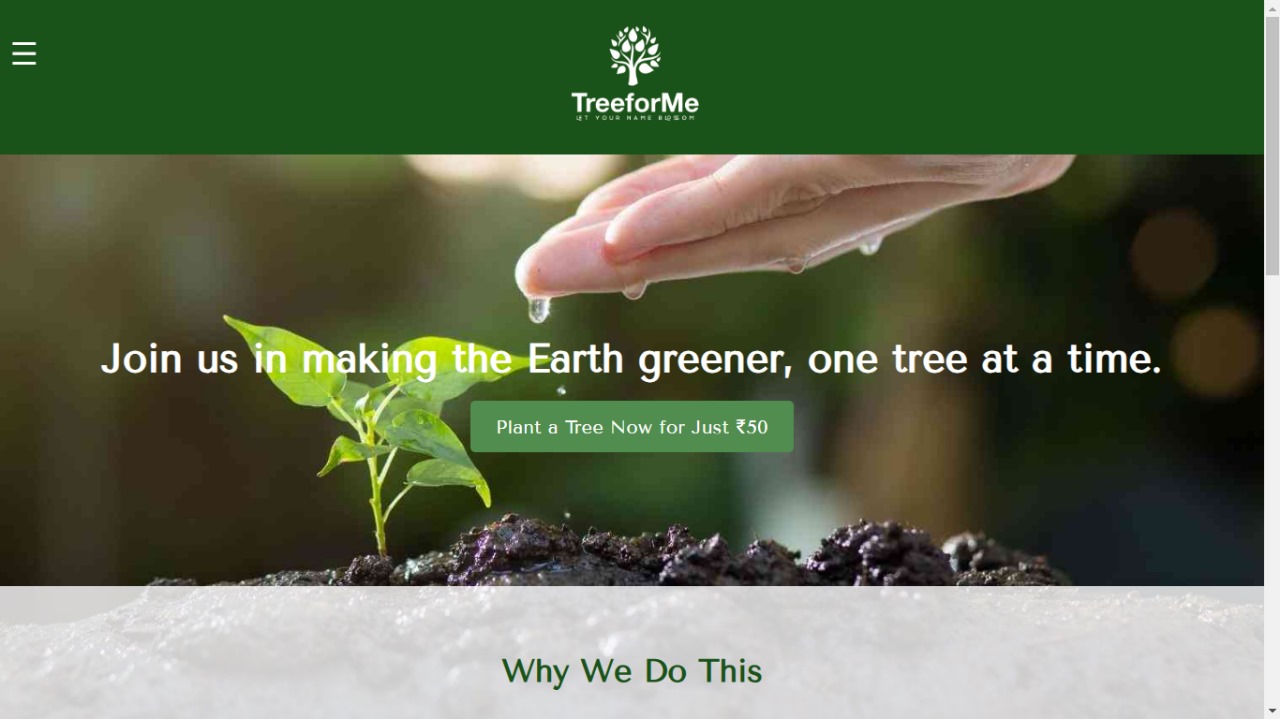 TreeforMe
LET YOUR NAME BLOSSOM
Join us in making the Earth greener, one tree at a time.
Plant a Tree Now for Just ₹50
Why We Do This